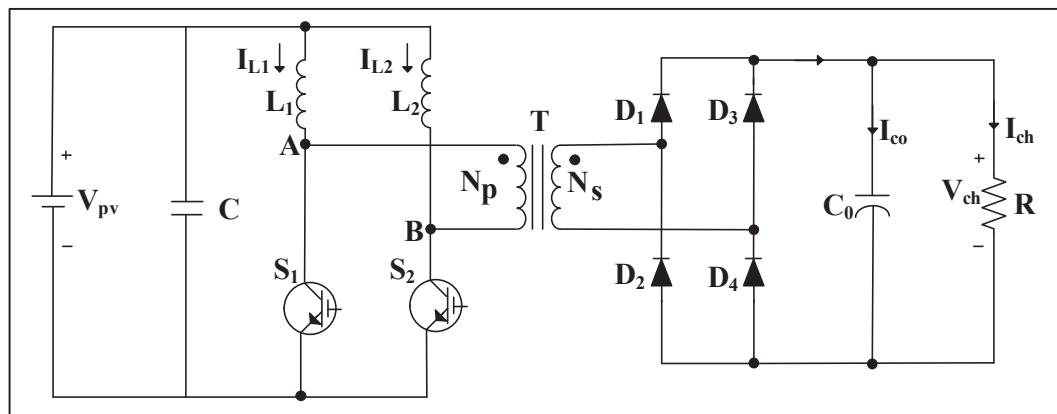 I_L1
I_L2
L_1
L_2
A
B
T
N_p
N_s
D_1
D_3
D_2
D_4
I_co
I_ch
+
V_pv
−
C
S_1
S_2
C_0
+
V_ch
−
R